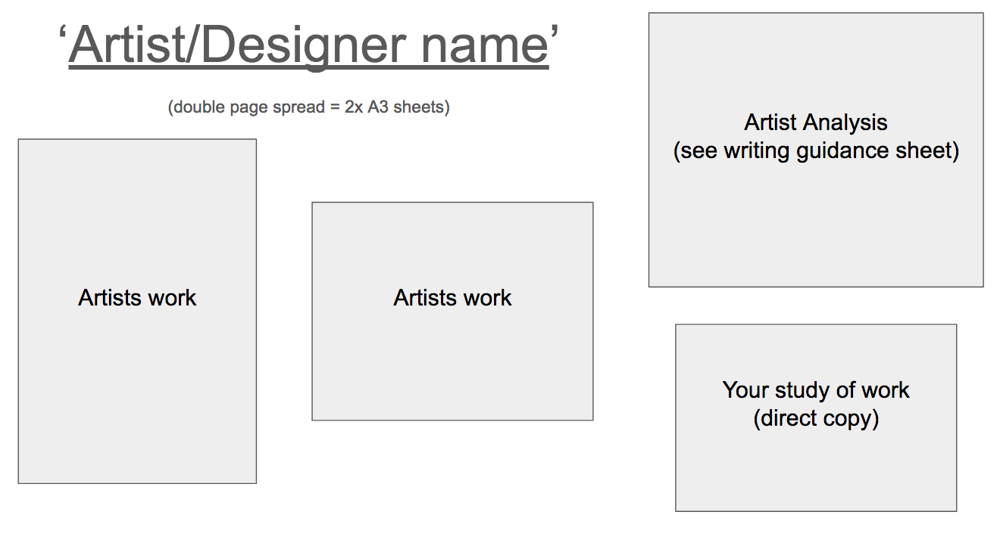 ‘Artist/Designer name’
(double page spread = 2x A3 sheets)
Artists work
Artists work
Artist Analysis
(see writing guidance sheet)
Your study of work
(direct copy)